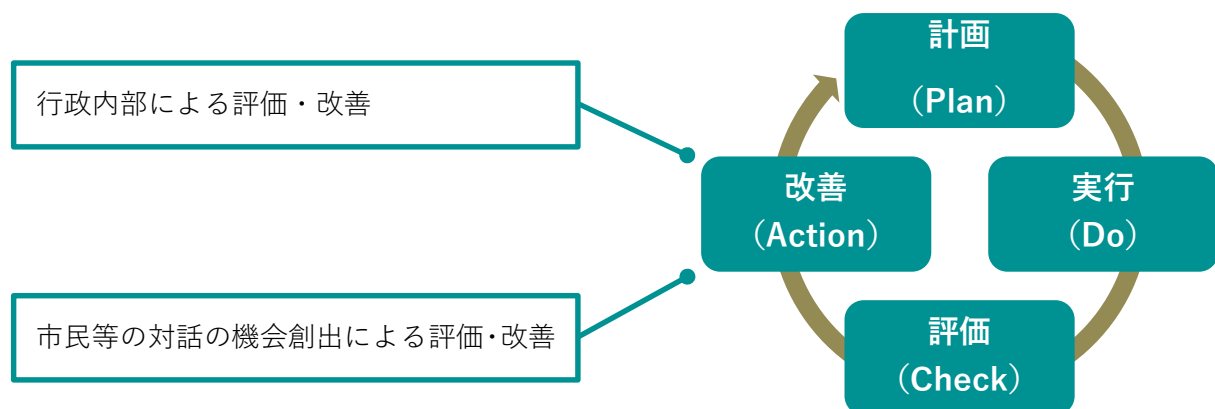 計画
（Plan）
行政内部による評価・改善
改善
（Action）
実行
（Do）
市民等の対話の機会創出による評価・改善
評価
（Check）